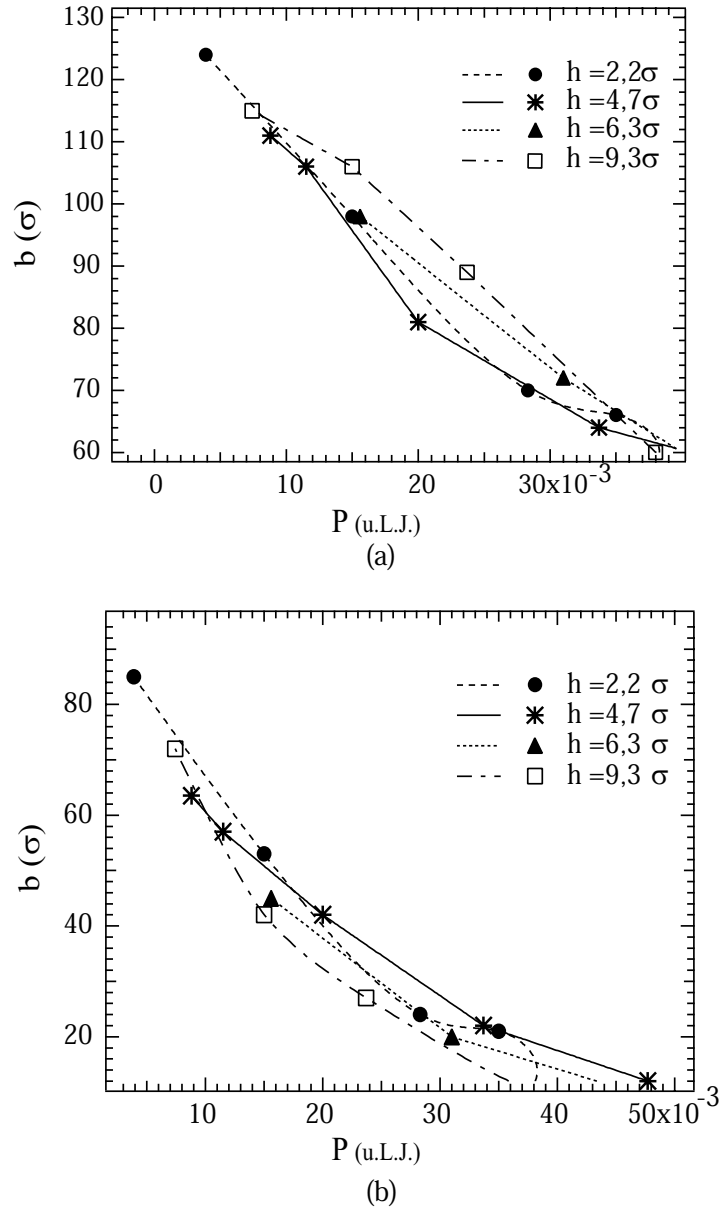 130
120
110
100
90
80
70
60
b (σ)
h =2,2σ
h =4,7σ
h =6,3σ
h =9,3σ
0 10 20 30x10⁻³
P (u.L.J.)
(a)
80
60
40
20
b (σ)
h =2,2 σ
h =4,7 σ
h =6,3 σ
h =9,3 σ
10 20 30 40 50x10⁻³
P (u.L.J.)
(b)